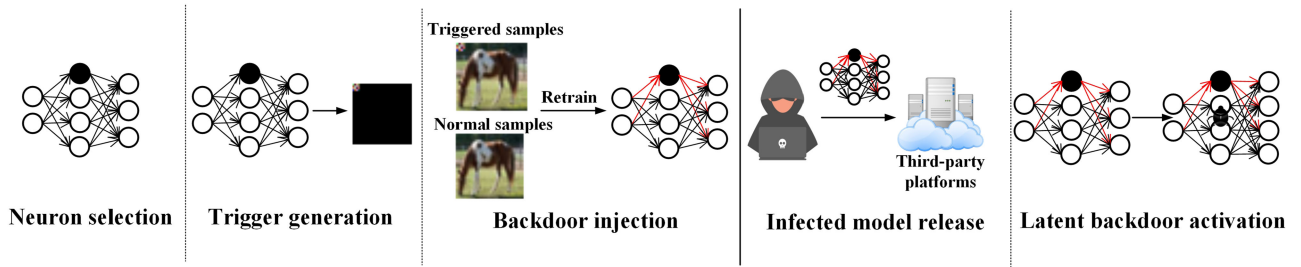 Triggered samples
Retrain
Normal samples
Third-party
platforms
Neuron selection
Trigger generation
Backdoor injection
Infected model release
Latent backdoor activation